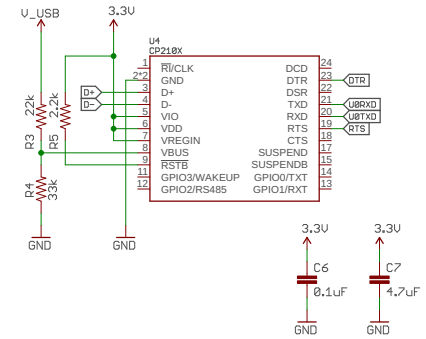 V_USB
3.3V
U4
CP210X
1 RI/CLK DCD 24
2*2 GND DTR 23 DTR
D+ 3 D+ DSR 22
D- 4 D- TXD 21 U0RXD
5 VIO RXD 20 U0TXD
6 VDD RTS 19 RTS
7 VREGIN CTS 18
8 VBUS SUSPEND 17
9 RSTB SUSPENDB 15
11 GPIO3/WAKEUP GPIO0/TXT 14
12 GPIO2/RS485 GPIO1/RXT 13
R3 22k
R5 2.2k
R4 33k
GND
GND
3.3V
3.3V
C6
C7
0.1uF
4.7uF
GND
GND